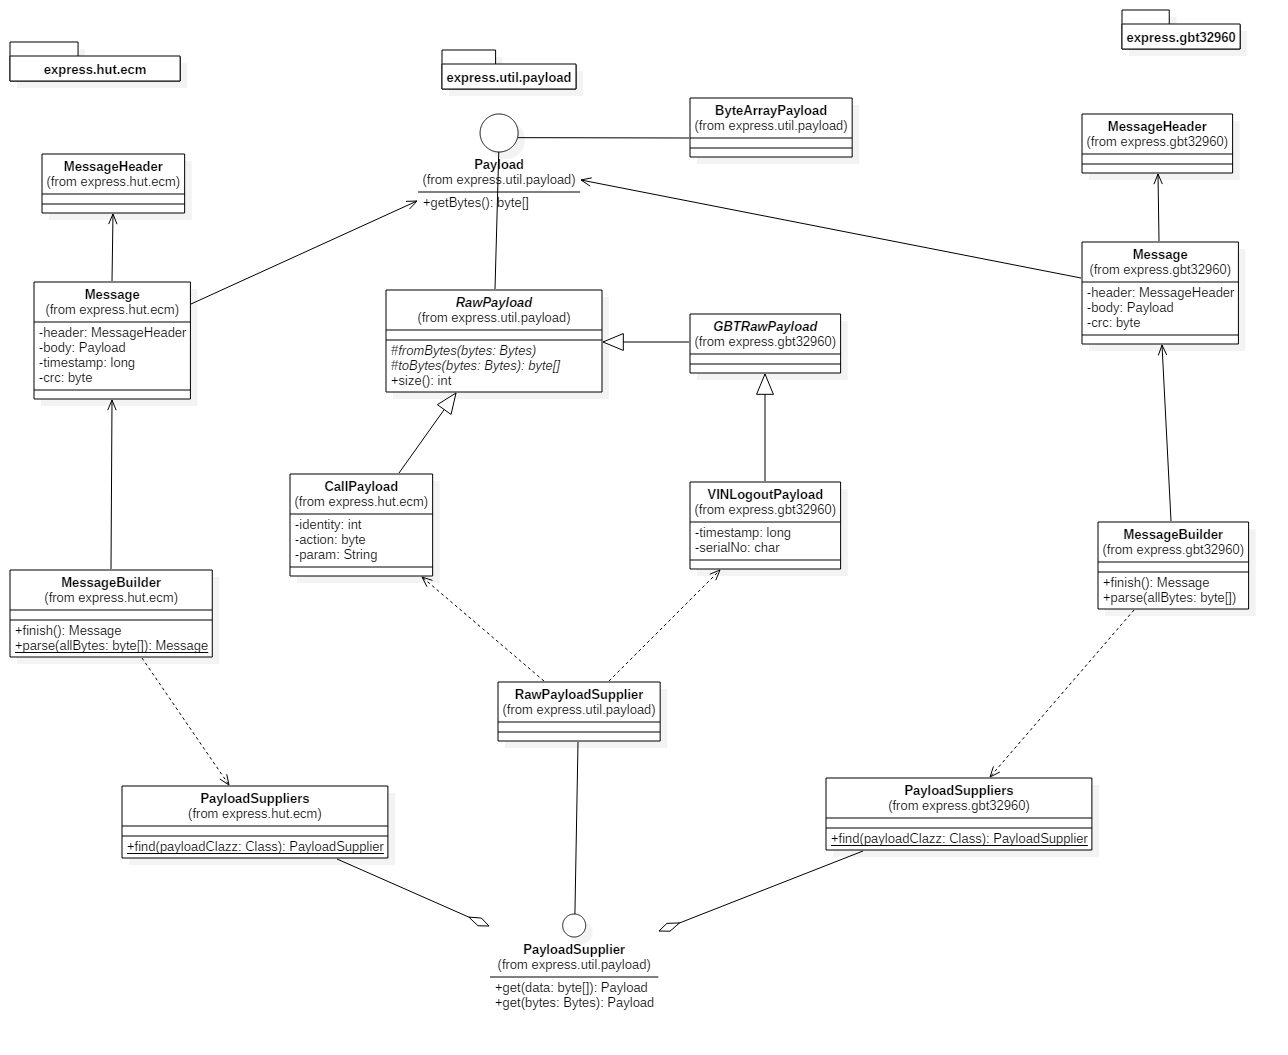 express.hut.ecm
express.util.payload
express.gbt32960
ByteArrayPayload
(from express.util.payload)
MessageHeader
(from express.gbt32960)
MessageHeader
(from express.hut.ecm)
Payload
(from express.util.payload)
+getBytes(): byte[]
Message
(from express.hut.ecm)
-header: MessageHeader
-body: Payload
-timestamp: long
-crc: byte
RawPayload
(from express.util.payload)
#fromBytes(bytes: Bytes)
#toBytes(bytes: Bytes): byte[]
+size(): int
GBTRawPayload
(from express.gbt32960)
Message
(from express.gbt32960)
-header: MessageHeader
-body: Payload
-crc: byte
CallPayload
(from express.hut.ecm)
-identity: int
-action: byte
-param: String
VINLogoutPayload
(from express.gbt32960)
-timestamp: long
-serialNo: char
MessageBuilder
(from express.hut.ecm)
+finish(): Message
+parse(allBytes: byte[]): Message
MessageBuilder
(from express.gbt32960)
+finish(): Message
+parse(allBytes: byte[])
RawPayloadSupplier
(from express.util.payload)
PayloadSuppliers
(from express.hut.ecm)
+find(payloadClazz: Class): PayloadSupplier
PayloadSuppliers
(from express.gbt32960)
+find(payloadClazz: Class): PayloadSupplier
PayloadSupplier
(from express.util.payload)
+get(data: byte[]): Payload
+get(bytes: Bytes): Payload